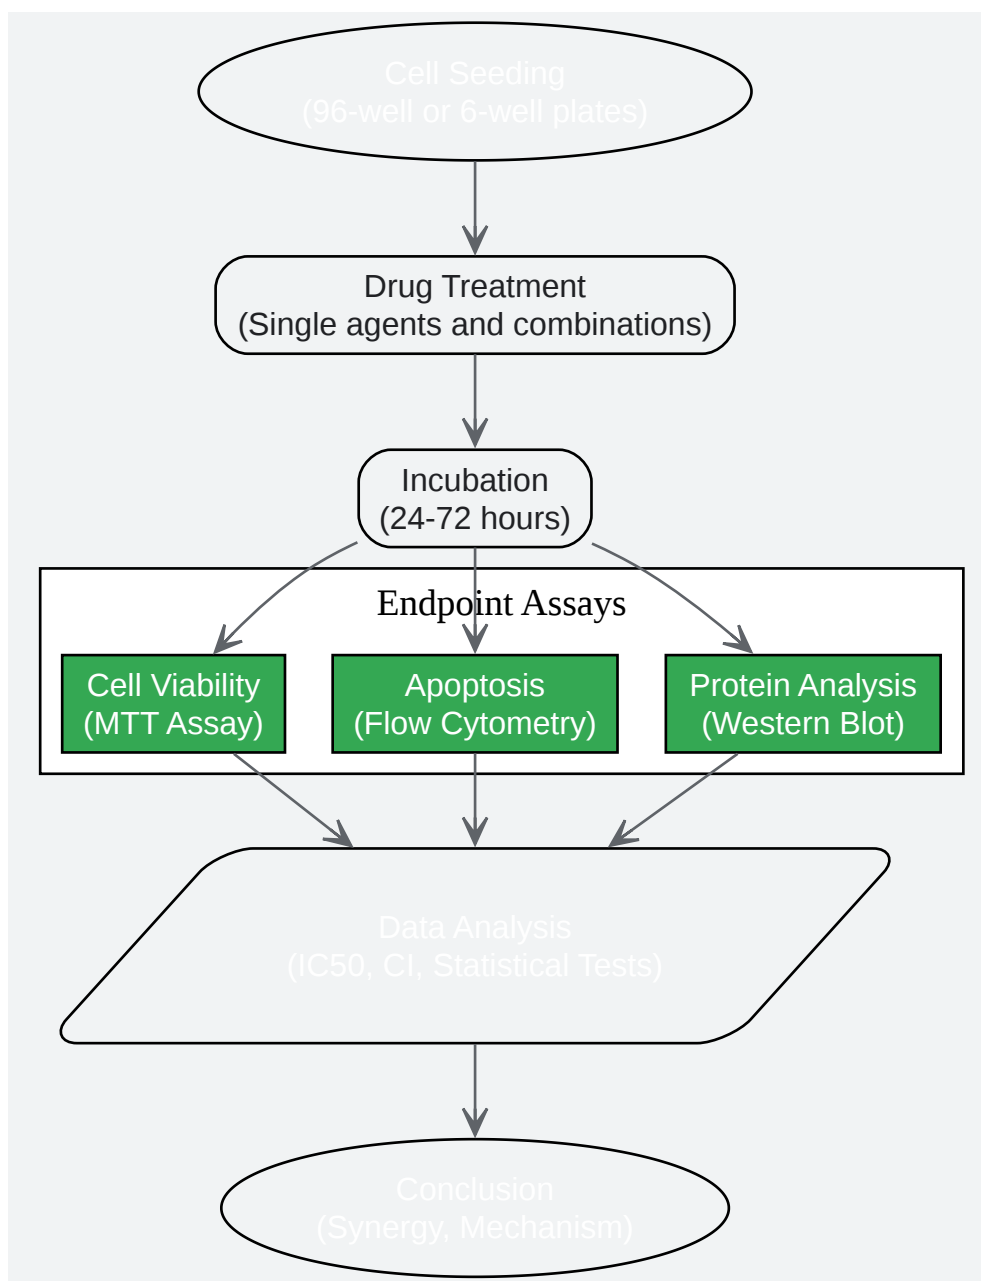 Cell Seeding
(96-well or 6-well plates)
Drug Treatment
(Single agents and combinations)
Incubation
(24-72 hours)
Endpoint Assays
Cell Viability
(MTT Assay)
Apoptosis
(Flow Cytometry)
Protein Analysis
(Western Blot)
Data Analysis
(IC50, CI, Statistical Tests)
Conclusion
(Synergy, Mechanism)